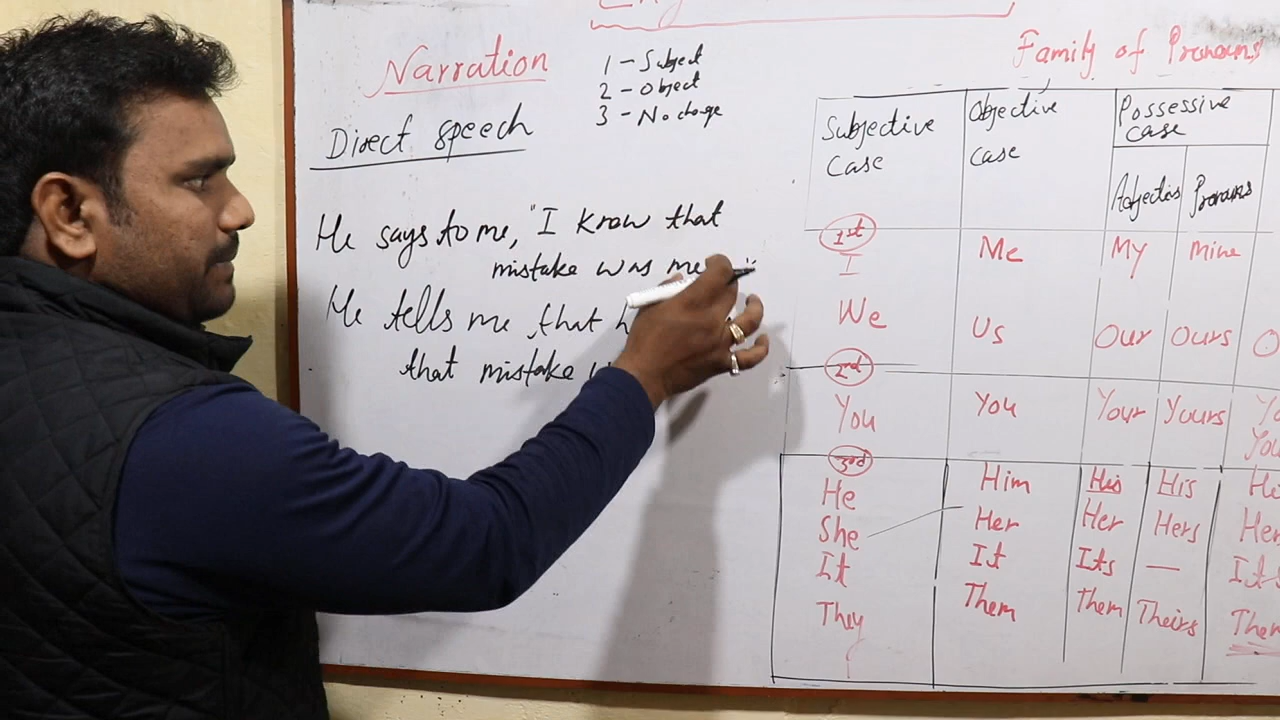 Narration
1 - Subject
2 - Object
3 - No change
Direct speech
He says to me, "I know that
mistake was
He tells me, that
that mistake
Family of Pronouns
Subjective Case
Objective Case
Possessive Case
Adjectives
Pronouns
1st
I Me My Mine
We Us Our Ours
2nd
You You Your Yours
3rd
He Him His His
She Her Her Hers
It It Its —
They Them Them Theirs